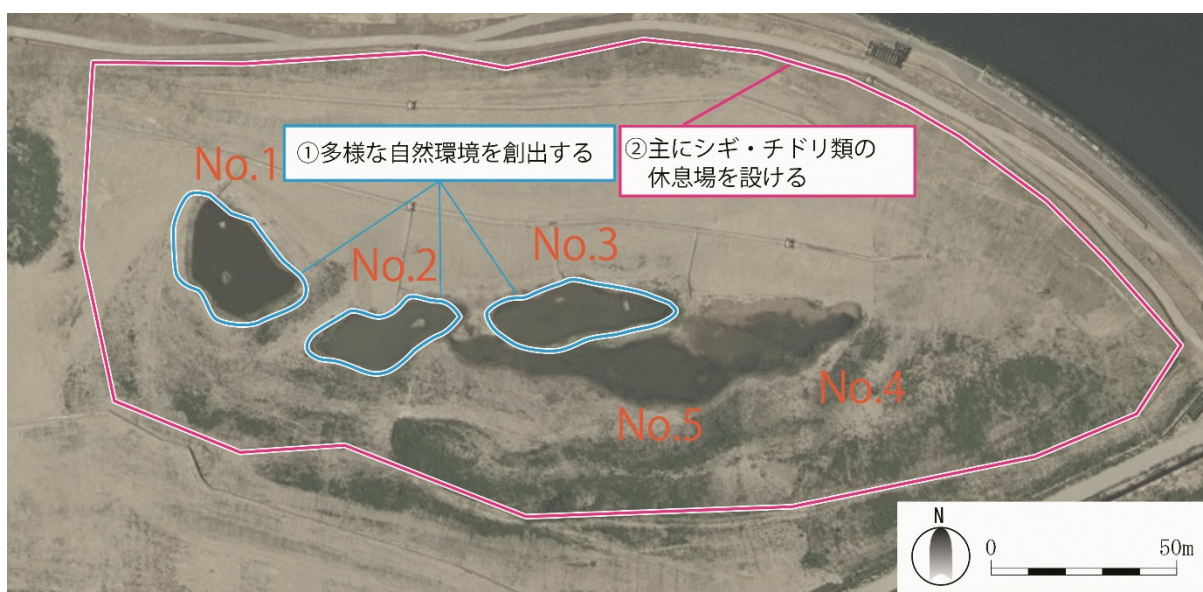 ①多様な自然環境を創出する
②主にシギ・チドリ類の
休息場を設ける
No.1
No.2
No.3
No.4
No.5
N
0 50m